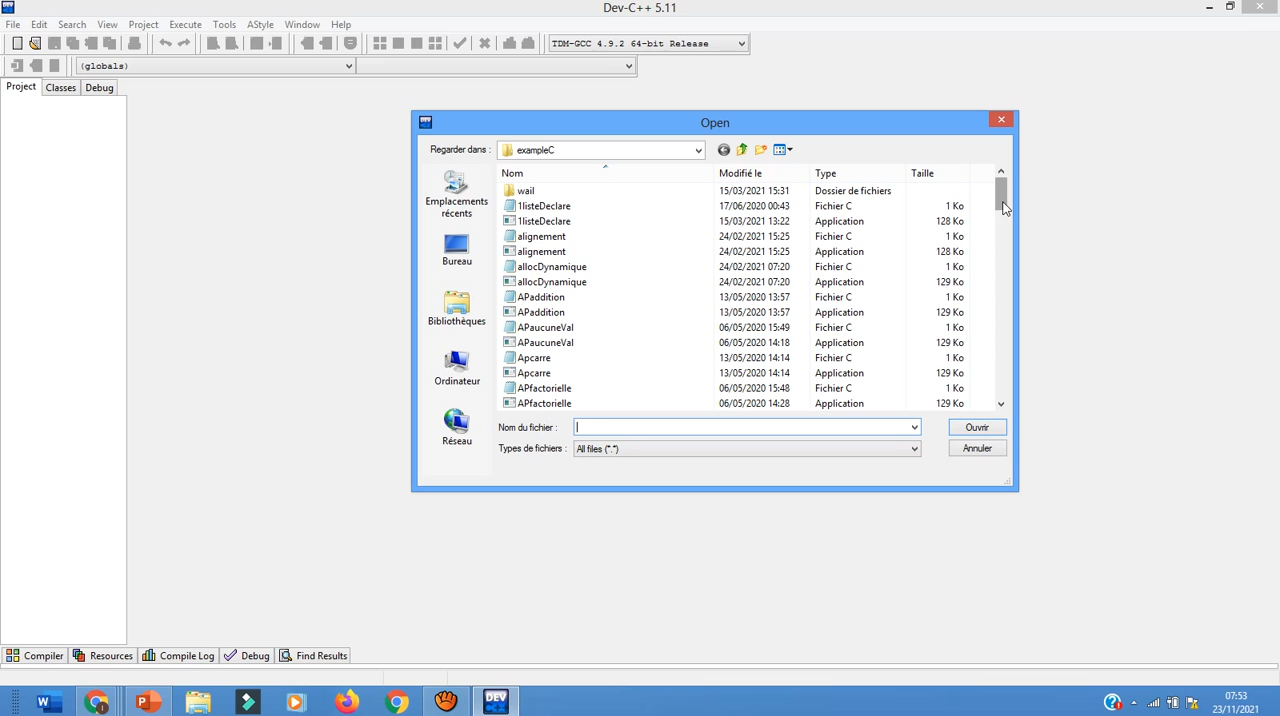 Dev-C++ 5.11
File Edit Search View Project Execute Tools AStyle Window Help
TDM-GCC 4.9.2 64-bit Release
(globals)
Project Classes Debug
Open
Regarder dans : exampleC
Nom Modifié le Type Taille
wail 15/03/2021 15:31 Dossier de fichiers
1listeDeclare 17/06/2020 00:43 Fichier C 1 Ko
1listeDeclare 15/03/2021 13:22 Application 128 Ko
alignement 24/02/2021 15:25 Fichier C 1 Ko
alignement 24/02/2021 15:25 Application 128 Ko
allocDynamique 24/02/2021 07:20 Fichier C 1 Ko
allocDynamique 24/02/2021 07:20 Application 129 Ko
APaddition 13/05/2020 13:57 Fichier C 1 Ko
APaddition 13/05/2020 13:57 Application 129 Ko
APaucuneVal 06/05/2020 15:49 Fichier C 1 Ko
APaucuneVal 06/05/2020 14:18 Application 129 Ko
Apcarre 13/05/2020 14:14 Fichier C 1 Ko
Apcarre 13/05/2020 14:14 Application 129 Ko
APfactorielle 06/05/2020 15:48 Fichier C 1 Ko
APfactorielle 06/05/2020 14:28 Application 129 Ko
Emplacements
récents
Bureau
Bibliothèques
Ordinateur
Réseau
Nom du fichier : Ouvrir
Types de fichiers : All files (*.*) Annuler
Compiler Resources Compile Log Debug Find Results
07:53
23/11/2021